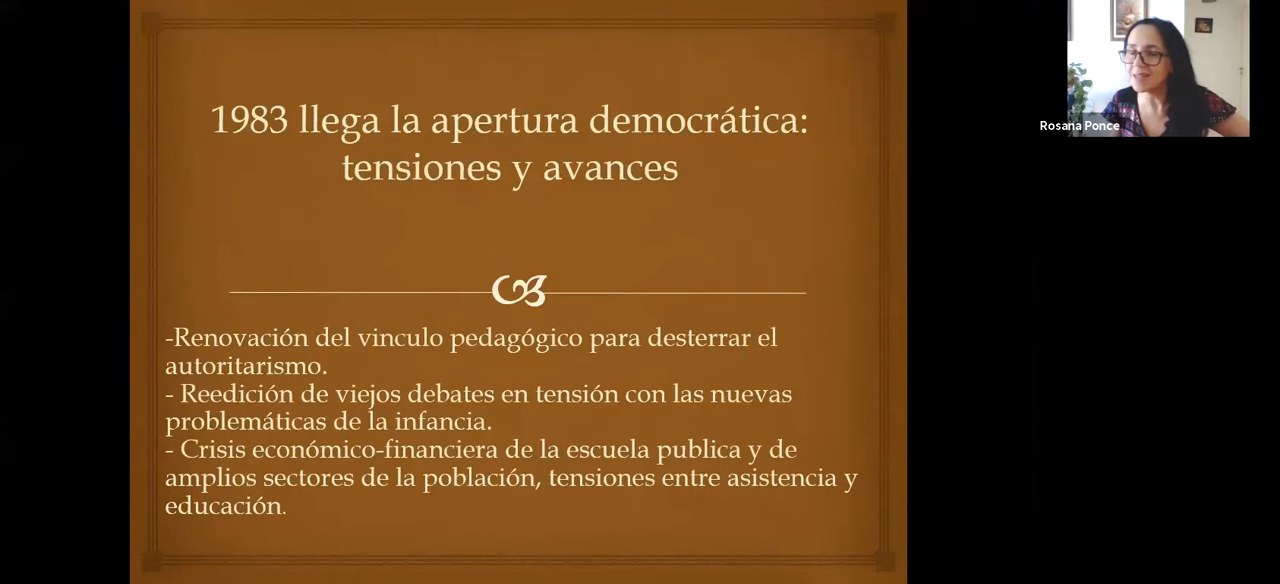 1983 llega la apertura democrática:
tensiones y avances
-Renovación del vinculo pedagógico para desterrar el
autoritarismo.
- Reedición de viejos debates en tensión con las nuevas
problemáticas de la infancia.
- Crisis económico-financiera de la escuela publica y de
amplios sectores de la población, tensiones entre asistencia y
educación.
Rosana Ponce